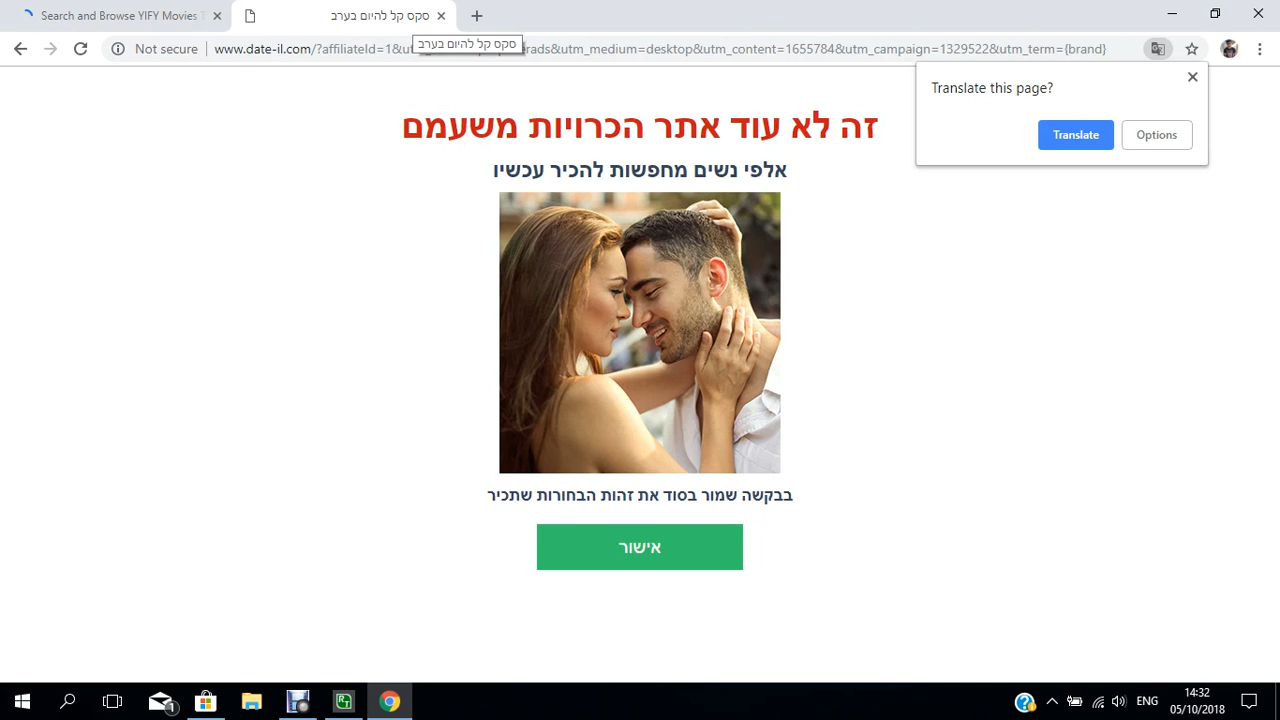 Search and Browse YIFY Movies T
סקס קל להיום בערב
Not secure
www.date-il.com/?affiliateId=1&ut
rads&utm_medium=desktop&utm_content=1655784&utm_campaign=1329522&utm_term={brand}
סקס קל להיום בערב
Translate this page?
Translate
Options
זה לא עוד אתר הכרויות משעמם
אלפי נשים מחפשות להכיר עכשיו
בבקשה שמור בסוד את זהות הבחורות שתכיר
אישור
1
ENG
14:32
05/10/2018